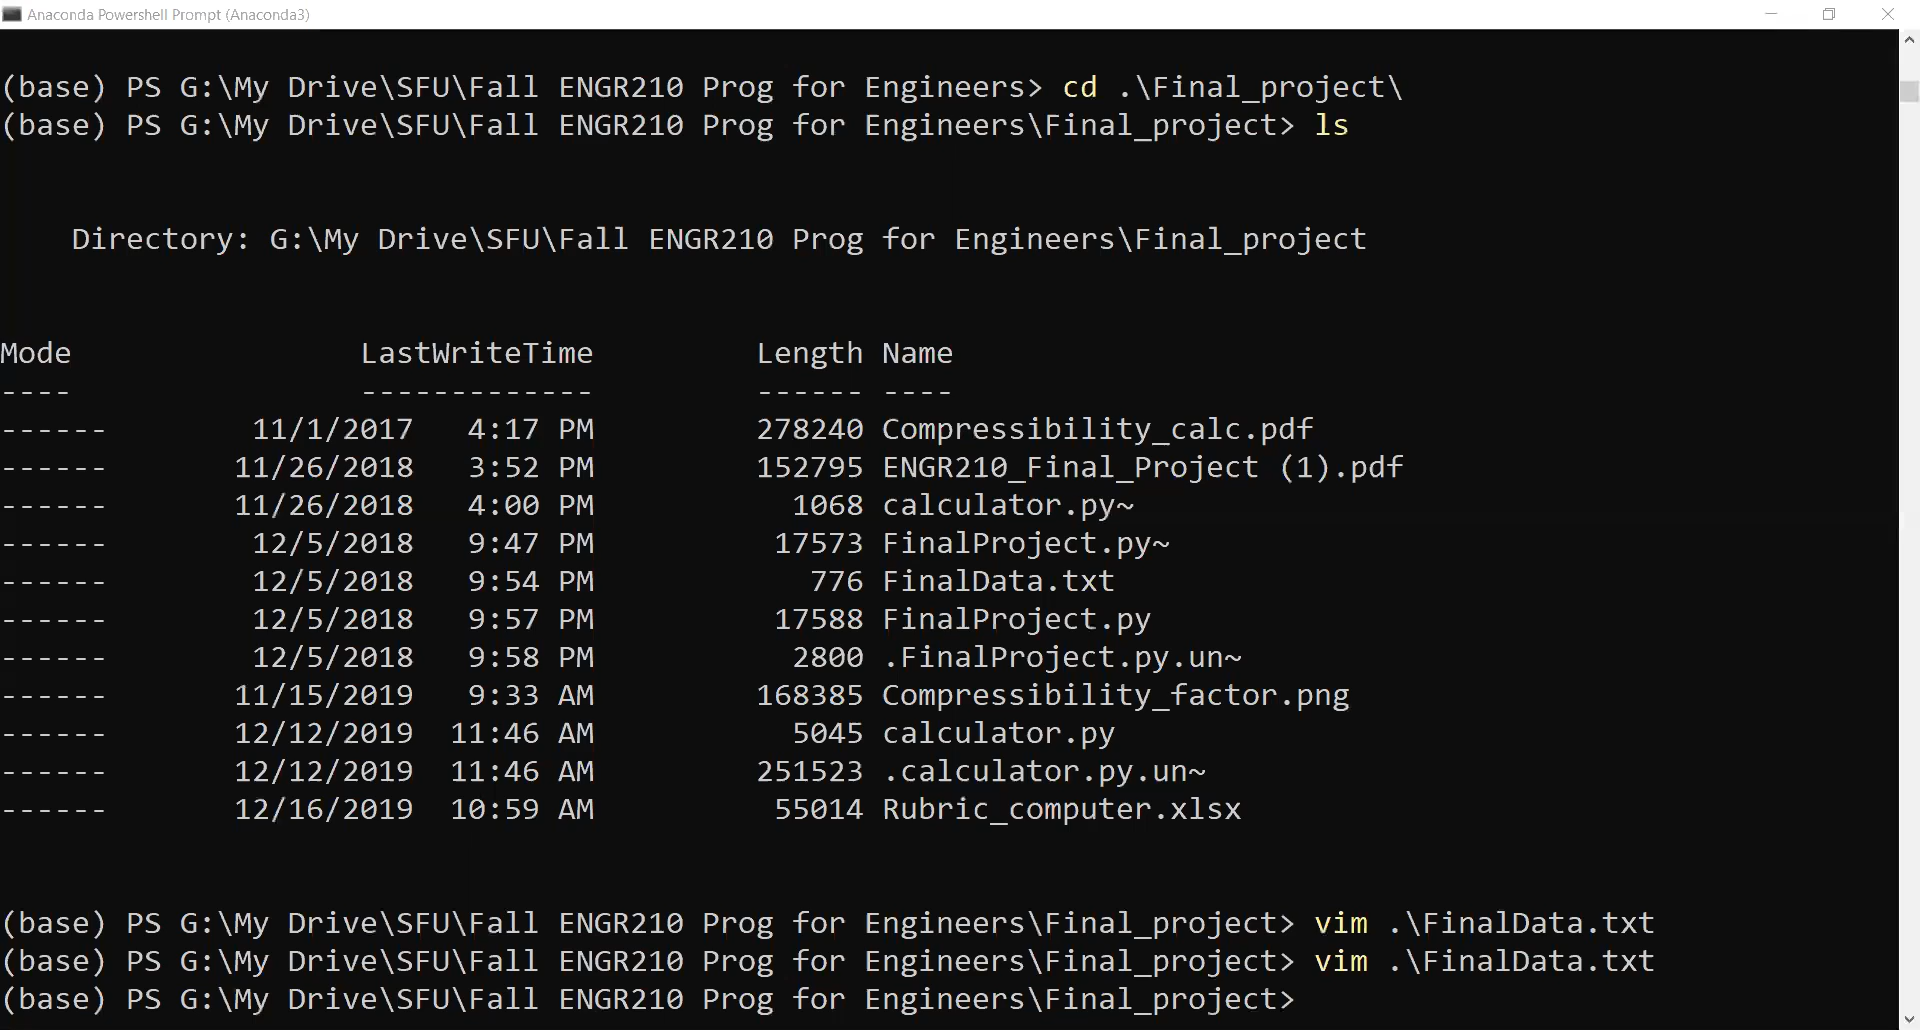 Anaconda Powershell Prompt (Anaconda3)
(base) PS G:\My Drive\SFU\Fall ENGR210 Prog for Engineers> cd .\Final_project\
(base) PS G:\My Drive\SFU\Fall ENGR210 Prog for Engineers\Final_project> ls
Directory: G:\My Drive\SFU\Fall ENGR210 Prog for Engineers\Final_project
Mode LastWriteTime Length Name
---- ------------- ------ ----
------ 11/1/2017 4:17 PM 278240 Compressibility_calc.pdf
------ 11/26/2018 3:52 PM 152795 ENGR210_Final_Project (1).pdf
------ 11/26/2018 4:00 PM 1068 calculator.py~
------ 12/5/2018 9:47 PM 17573 FinalProject.py~
------ 12/5/2018 9:54 PM 776 FinalData.txt
------ 12/5/2018 9:57 PM 17588 FinalProject.py
------ 12/5/2018 9:58 PM 2800 .FinalProject.py.un~
------ 11/15/2019 9:33 AM 168385 Compressibility_factor.png
------ 12/12/2019 11:46 AM 5045 calculator.py
------ 12/12/2019 11:46 AM 251523 .calculator.py.un~
------ 12/16/2019 10:59 AM 55014 Rubric_computer.xlsx
(base) PS G:\My Drive\SFU\Fall ENGR210 Prog for Engineers\Final_project> vim .\FinalData.txt
(base) PS G:\My Drive\SFU\Fall ENGR210 Prog for Engineers\Final_project> vim .\FinalData.txt
(base) PS G:\My Drive\SFU\Fall ENGR210 Prog for Engineers\Final_project>